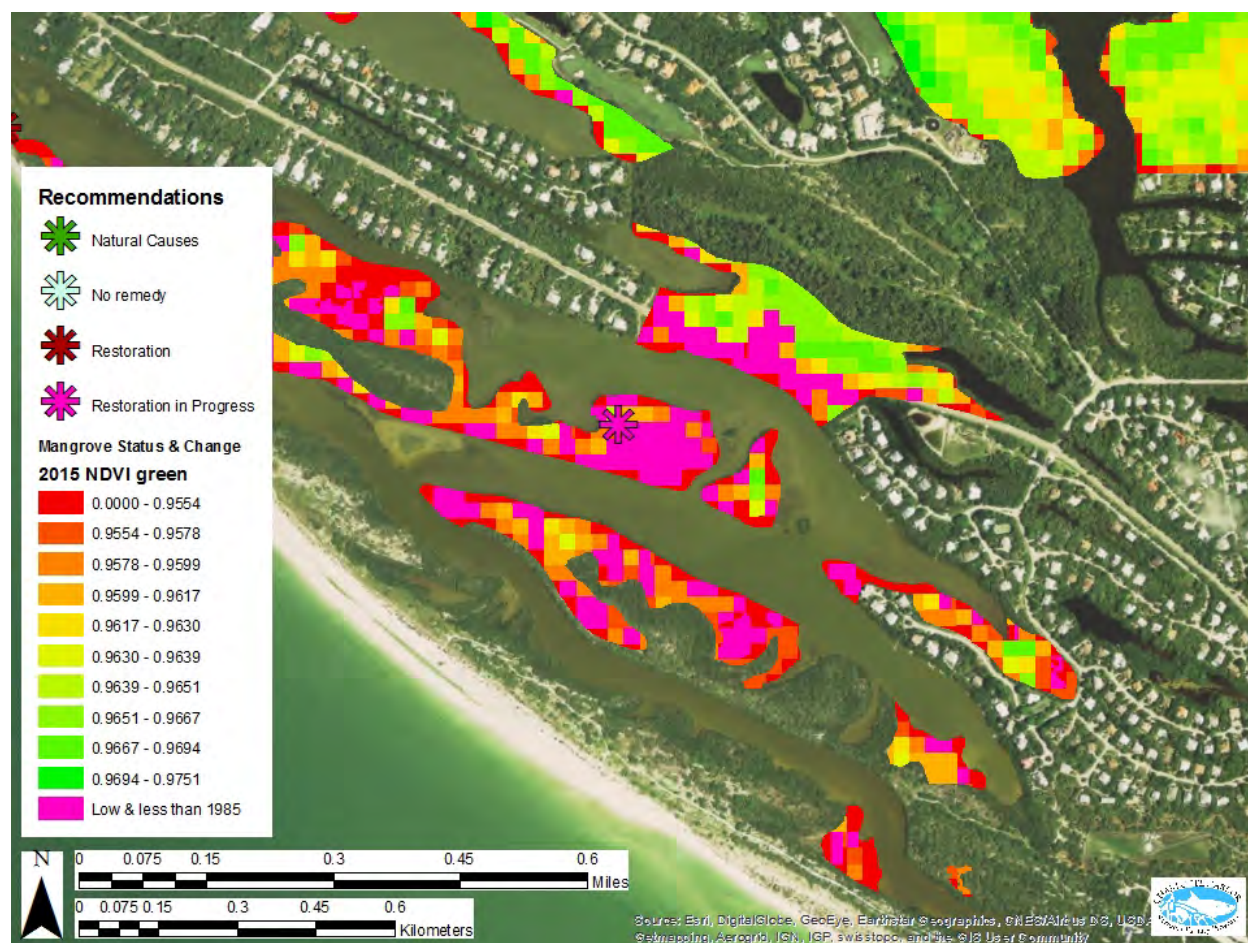 Recommendations
Natural Causes
No remedy
Restoration
Restoration in Progress
Mangrove Status & Change
2015 NDVI green
0.0000 - 0.9554
0.9554 - 0.9578
0.9578 - 0.9599
0.9599 - 0.9617
0.9617 - 0.9630
0.9630 - 0.9639
0.9639 - 0.9651
0.9651 - 0.9667
0.9667 - 0.9694
0.9694 - 0.9751
Low & less than 1985
N
0 0.075 0.15 0.3 0.45 0.6
Miles
0 0.075 0.15 0.3 0.45 0.6
Kilometers
Source: Esri, DigitalGlobe, GeoEye, Earthstar Geographics, CNES/Airbus DS, USDA
Getmapping, Aerogrid, IGN, IGP, swisstopo, and the GIS User Community